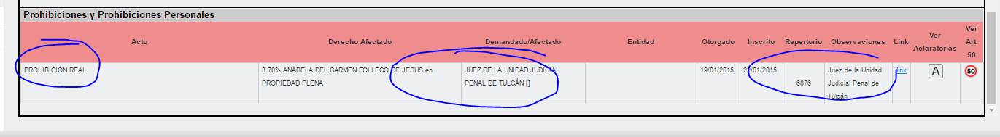 Prohibiciones y Prohibiciones Personales
Acto Derecho Afectado Demandado/Afectado Entidad Otorgado Inscrito Repertorio Observaciones Link Ver Aclaratorias Ver Art. 50
PROHIBICIÓN REAL 3.70% ANABELA DEL CARMEN FOLLECO DE JESUS en JUEZ DE LA UNIDAD JUDICIAL 19/01/2015 22/01/2015 Juez de la Unidad link A 50
PROPIEDAD PLENA PENAL DE TULCÁN [] 6876 Judicial Penal de
Tulcán